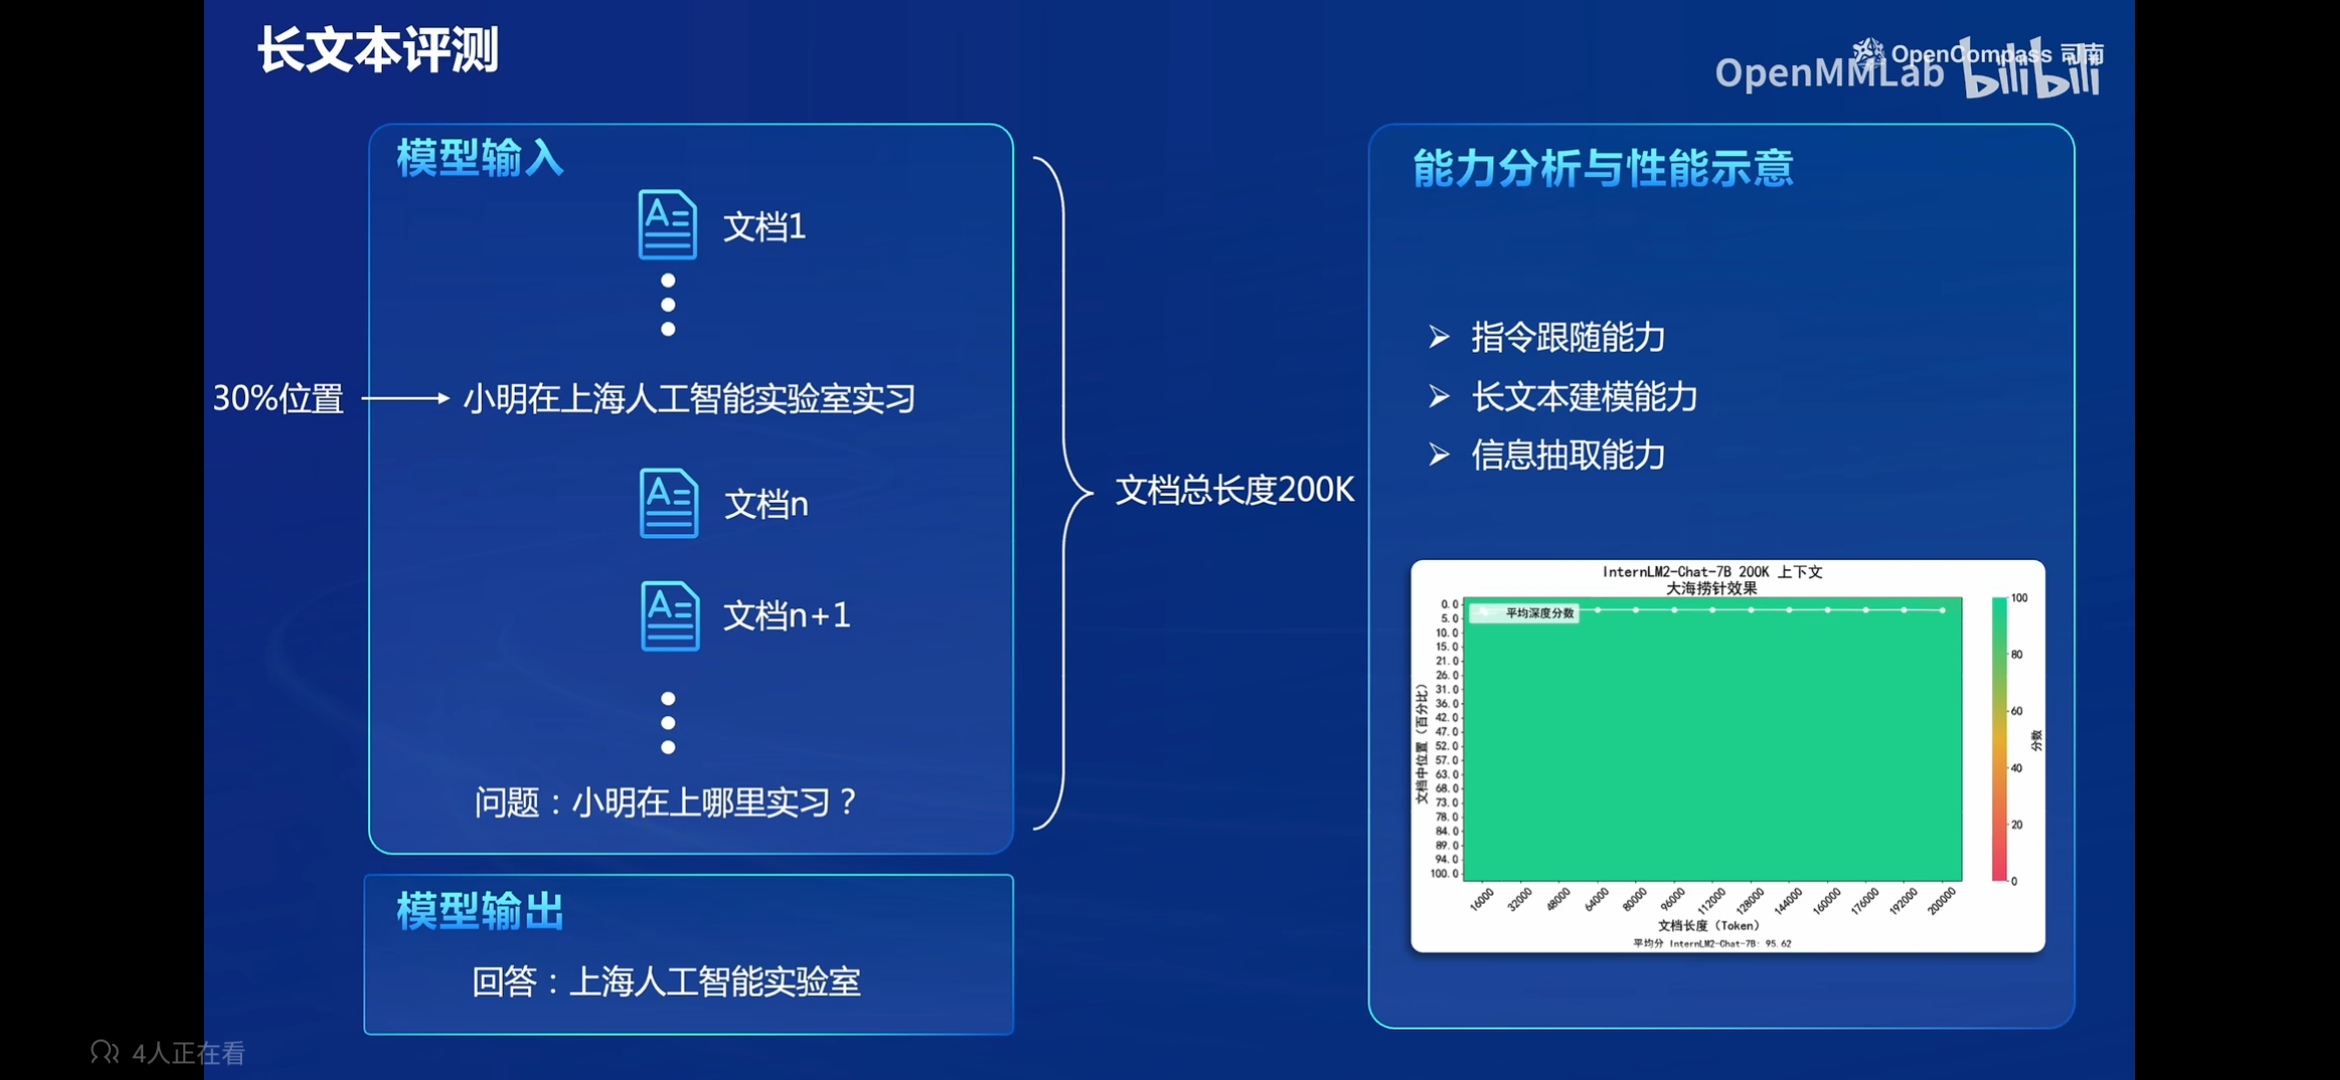 长文本评测
OpenMMLab bilibili
OpenCompass 司南
模型输入
文档1
30%位置
小明在上海人工智能实验室实习
文档n
文档n+1
问题：小明在上哪里实习？
文档总长度200K
模型输出
回答：上海人工智能实验室
能力分析与性能示意
指令跟随能力
长文本建模能力
信息抽取能力
InternLM2-Chat-7B 200K 上下文
大海捞针效果
平均深度分数
文档中位置（百分比）
0.0
5.0
10.0
15.0
21.0
26.0
31.0
36.0
42.0
47.0
52.0
57.0
63.0
68.0
73.0
78.0
84.0
89.0
94.0
100.0
16000 32000 48000 64000 80000 96000 112000 128000 144000 160000 176000 192000 200000
文档长度（Token）
平均分 InternLM2-Chat-7B: 95.62
100
80
60
40
20
0
分数
4人正在看